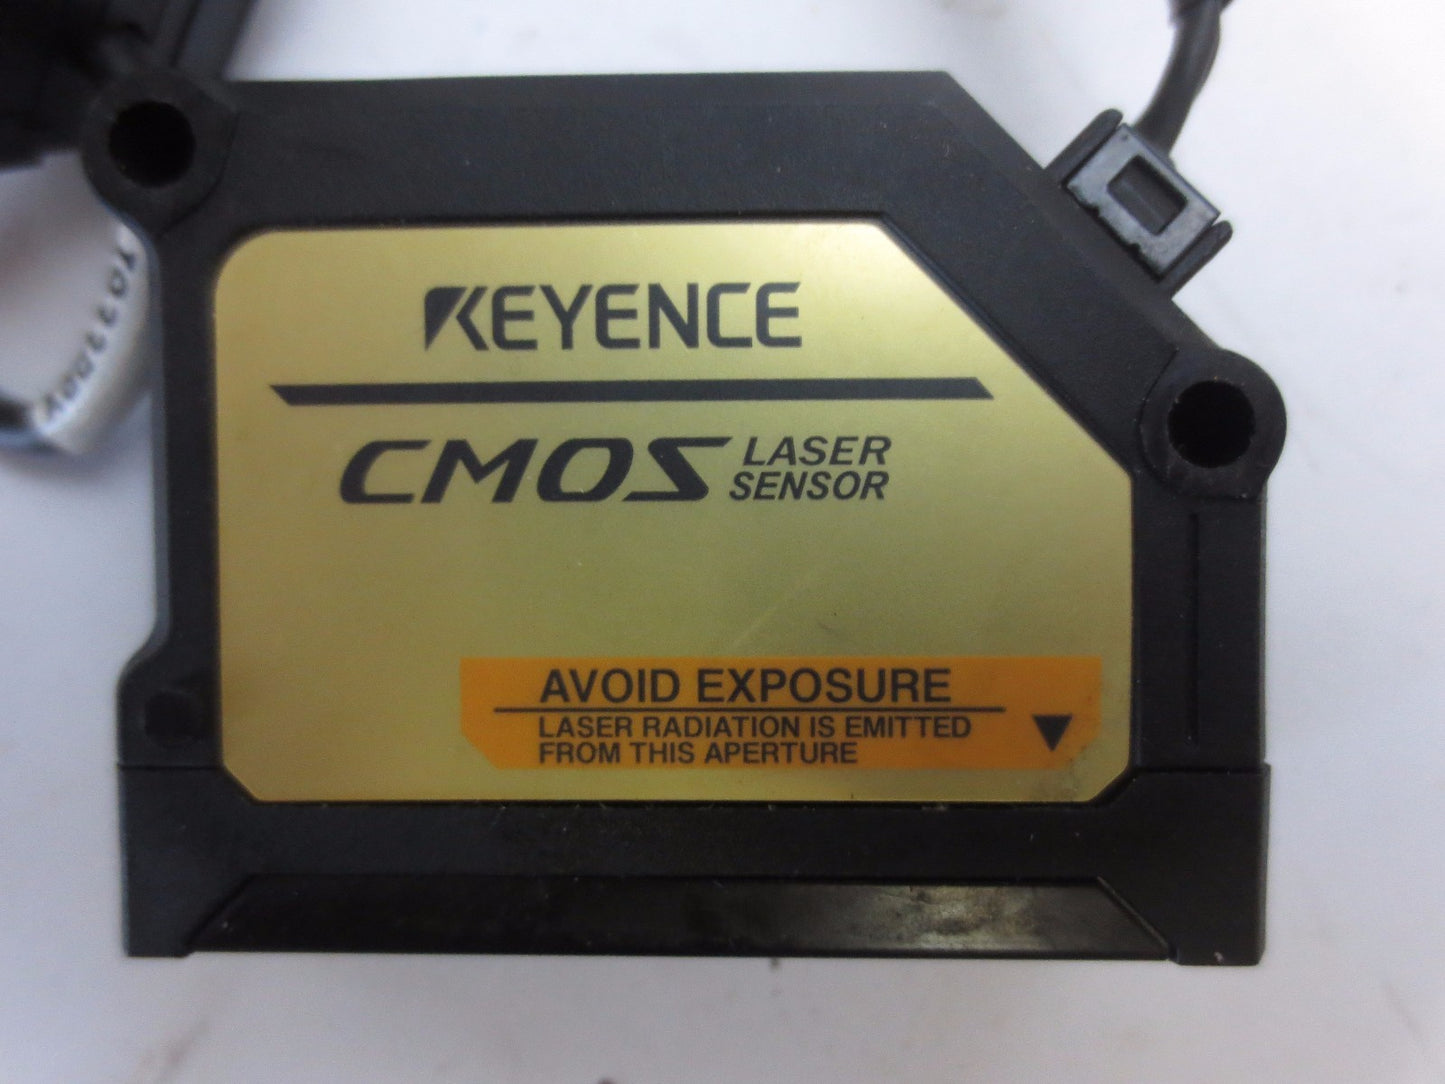 KEYENCE
CMOS LASER
SENSOR
AVOID EXPOSURE
LASER RADIATION IS EMITTED
FROM THIS APERTURE